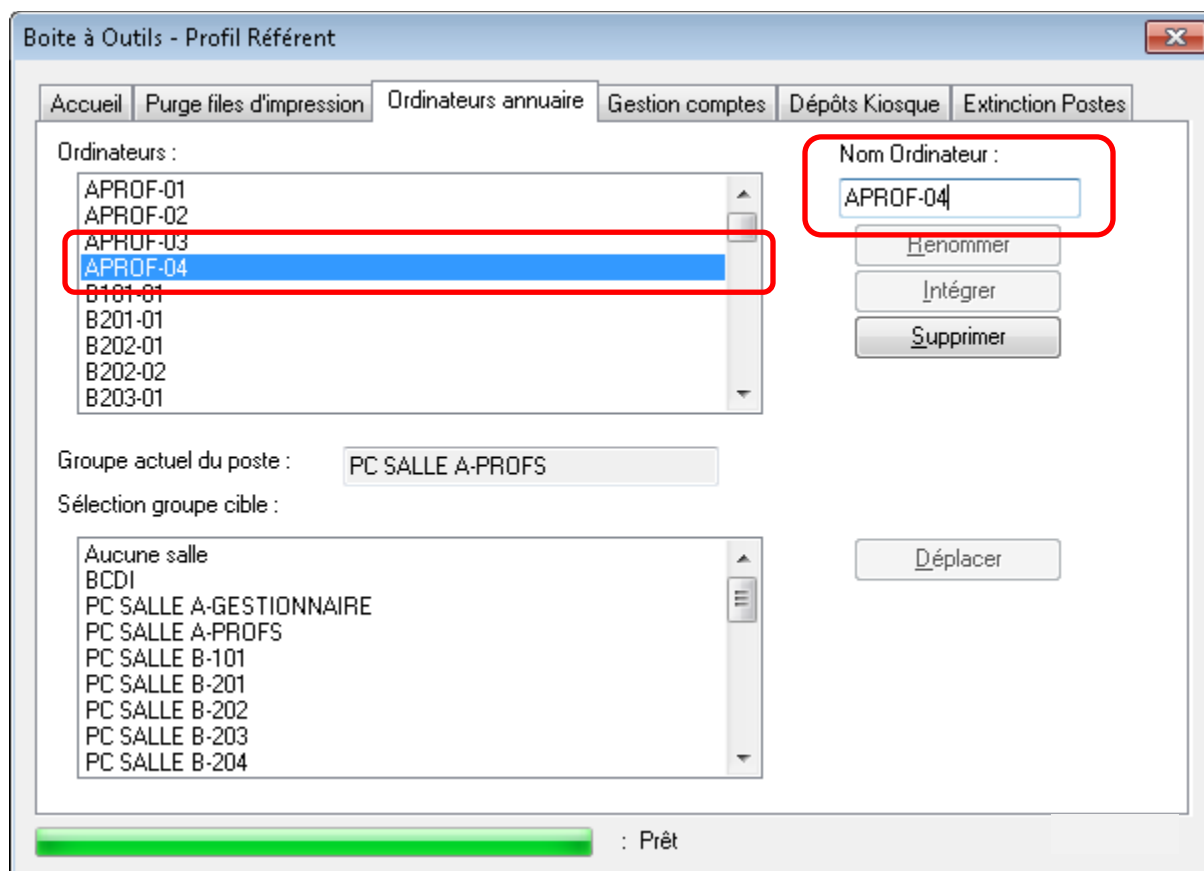 Boite à Outils - Profil Référent
Accueil Purge files d'impression Ordinateurs annuaire Gestion comptes Dépôts Kiosque Extinction Postes
Ordinateurs :
Nom Ordinateur :
APROF-01
APROF-02
APROF-03
APROF-04
B101-01
B201-01
B202-01
B202-02
B203-01
APROF-04
Renommer
Intégrer
Supprimer
Groupe actuel du poste : PC SALLE A-PROFS
Sélection groupe cible :
Aucune salle
BCDI
PC SALLE A-GESTIONNAIRE
PC SALLE A-PROFS
PC SALLE B-101
PC SALLE B-201
PC SALLE B-202
PC SALLE B-203
PC SALLE B-204
Déplacer
: Prêt